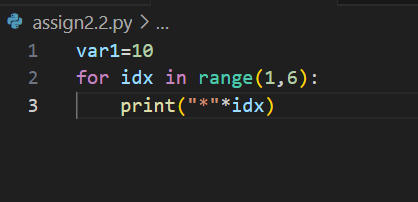 assign2.2.py > ...
1 var1=10
2 for idx in range(1,6):
3     print("*"*idx)